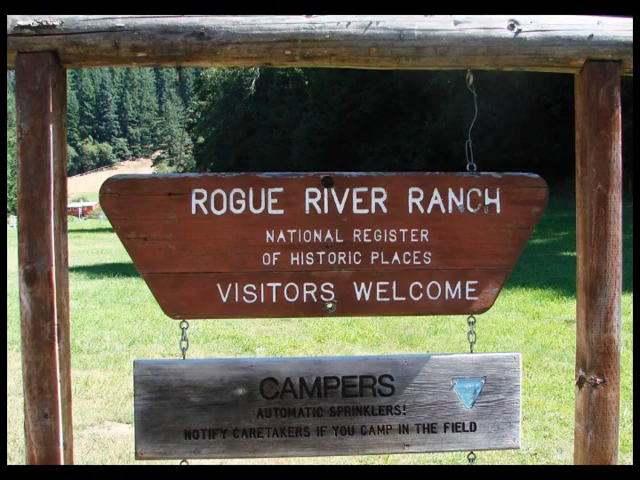 ROGUE RIVER RANCH
NATIONAL REGISTER
OF HISTORIC PLACES
VISITORS WELCOME
CAMPERS
AUTOMATIC SPRINKLERS!
NOTIFY CARETAKERS IF YOU CAMP IN THE FIELD